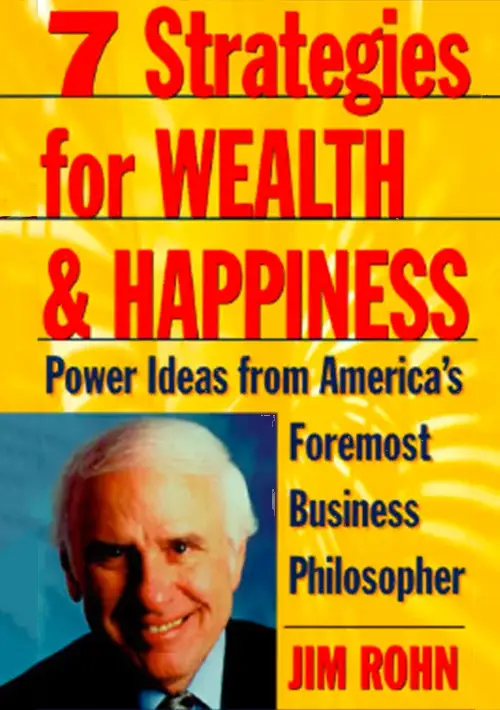 7 Strategies
for WEALTH
& HAPPINESS
Power Ideas from America's
Foremost
Business
Philosopher
JIM ROHN